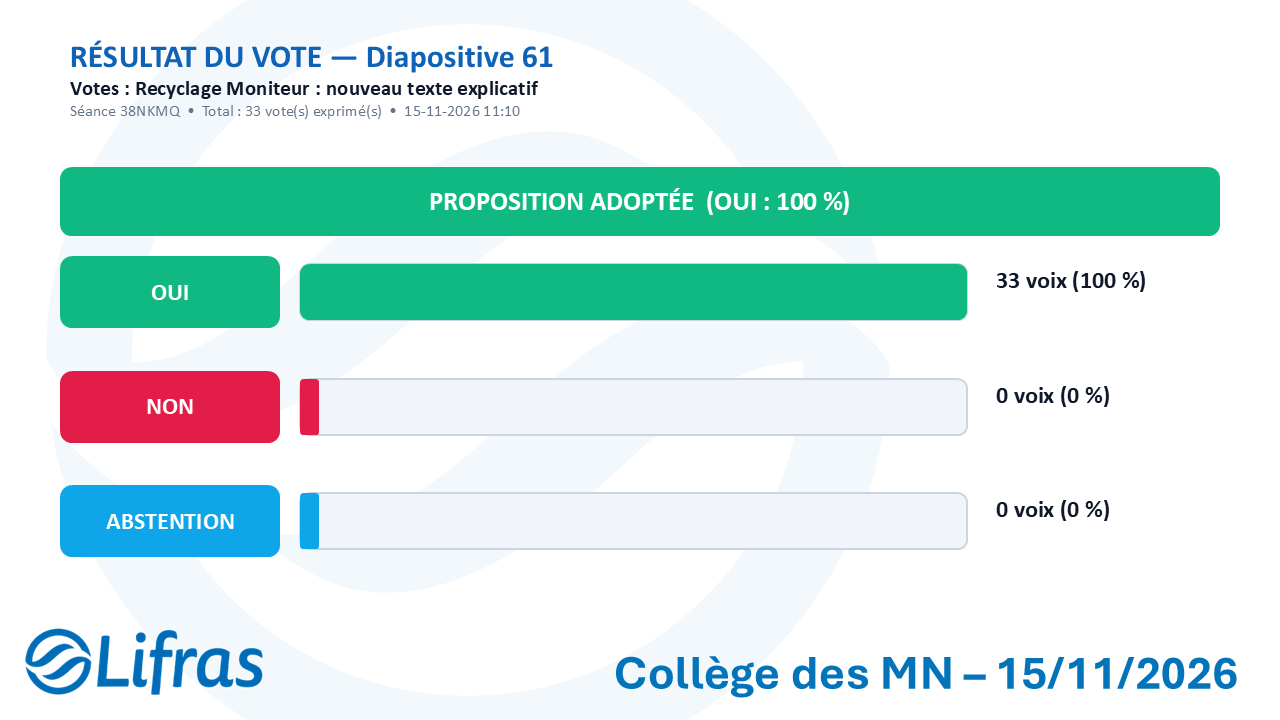 RÉSULTAT DU VOTE — Diapositive 61
Votes : Recyclage Moniteur : nouveau texte explicatif
Séance 38NKMQ • Total : 33 vote(s) exprimé(s) • 15-11-2026 11:10
PROPOSITION ADOPTÉE (OUI : 100 %)
OUI
33 voix (100 %)
NON
0 voix (0 %)
ABSTENTION
0 voix (0 %)
Lifras
Collège des MN – 15/11/2026